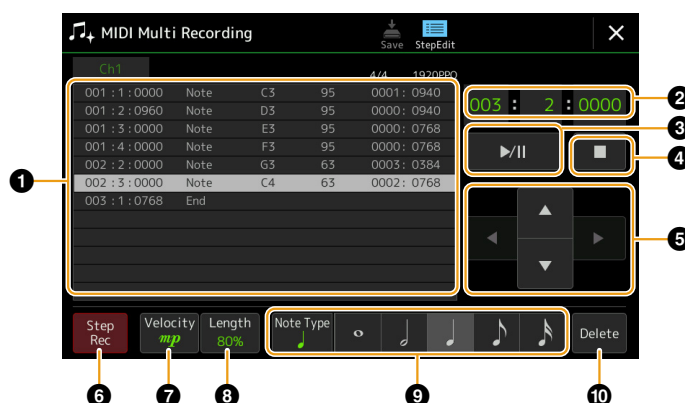 MIDI Multi Recording
Save StepEdit
Ch1 4/4 1920PPQ
001 : 1 : 0000 Note C3 95 0001 : 0940
001 : 2 : 0960 Note D3 95 0000 : 0940
001 : 3 : 0000 Note E3 95 0000 : 0768
001 : 4 : 0000 Note F3 95 0000 : 0768
002 : 2 : 0000 Note G3 63 0003 : 0384
002 : 3 : 0000 Note C4 63 0002 : 0768
003 : 1 : 0768 End
003 : 2 : 0000
1
2
3
4
5
Step Rec
Velocity
mp
Length
80%
Note Type
Delete
6 7 8 9 10